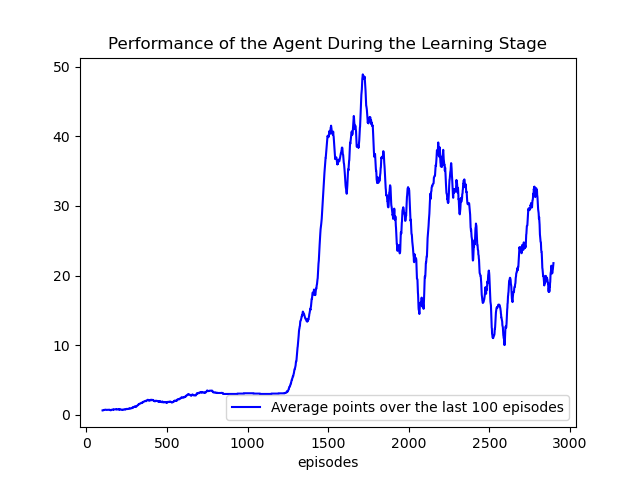 Performance of the Agent During the Learning Stage
50
40
30
20
10
0
Average points over the last 100 episodes
0 500 1000 1500 2000 2500 3000
episodes